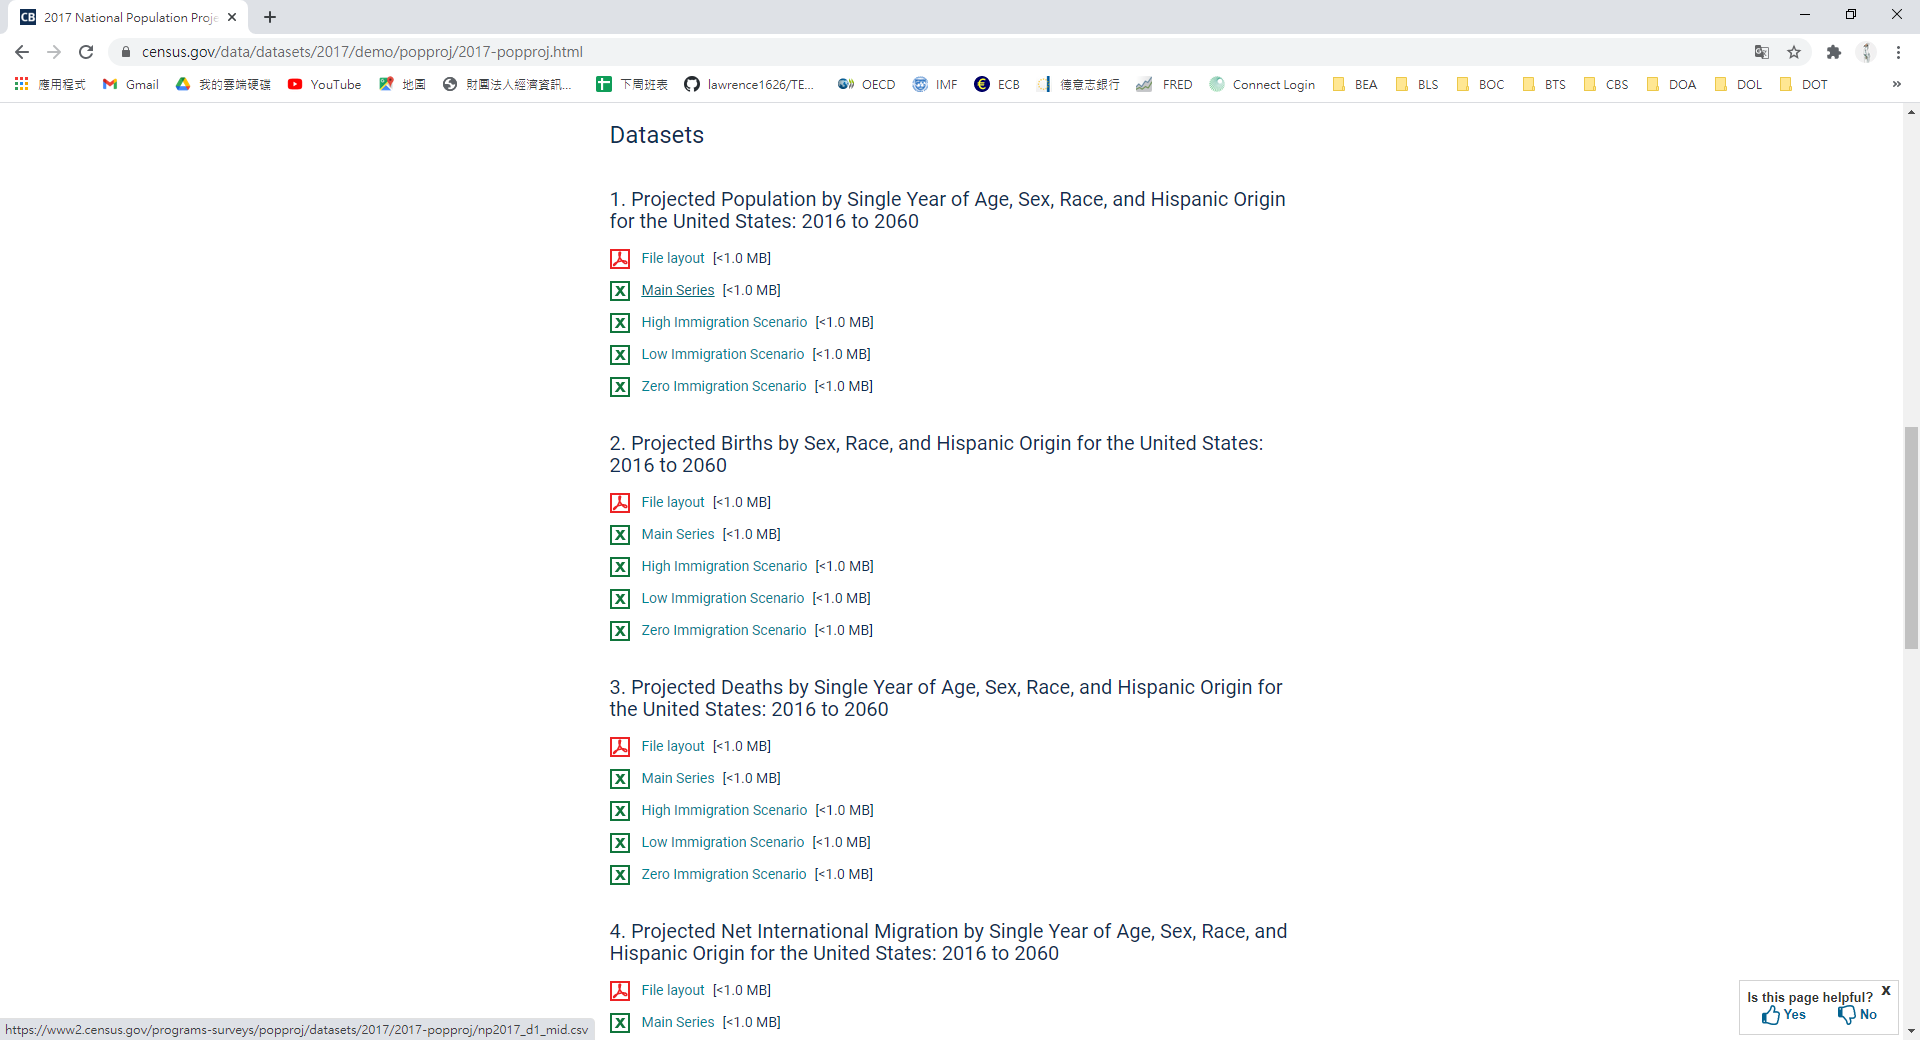 2017 National Population Proje
census.gov/data/datasets/2017/demo/popproj/2017-popproj.html
應用程式 Gmail 我的雲端硬碟 YouTube 地圖 財團法人經濟資訊... 下周班表 lawrence1626/TE... OECD IMF ECB 德意志銀行 FRED Connect Login BEA BLS BOC BTS CBS DOA DOL DOT »
Datasets
1. Projected Population by Single Year of Age, Sex, Race, and Hispanic Origin
for the United States: 2016 to 2060
File layout [<1.0 MB]
Main Series [<1.0 MB]
High Immigration Scenario [<1.0 MB]
Low Immigration Scenario [<1.0 MB]
Zero Immigration Scenario [<1.0 MB]
2. Projected Births by Sex, Race, and Hispanic Origin for the United States:
2016 to 2060
File layout [<1.0 MB]
Main Series [<1.0 MB]
High Immigration Scenario [<1.0 MB]
Low Immigration Scenario [<1.0 MB]
Zero Immigration Scenario [<1.0 MB]
3. Projected Deaths by Single Year of Age, Sex, Race, and Hispanic Origin for
the United States: 2016 to 2060
File layout [<1.0 MB]
Main Series [<1.0 MB]
High Immigration Scenario [<1.0 MB]
Low Immigration Scenario [<1.0 MB]
Zero Immigration Scenario [<1.0 MB]
4. Projected Net International Migration by Single Year of Age, Sex, Race, and
Hispanic Origin for the United States: 2016 to 2060
File layout [<1.0 MB]
Main Series [<1.0 MB]
Is this page helpful? X
Yes No
https://www2.census.gov/programs-surveys/popproj/datasets/2017/2017-popproj/np2017_d1_mid.csv